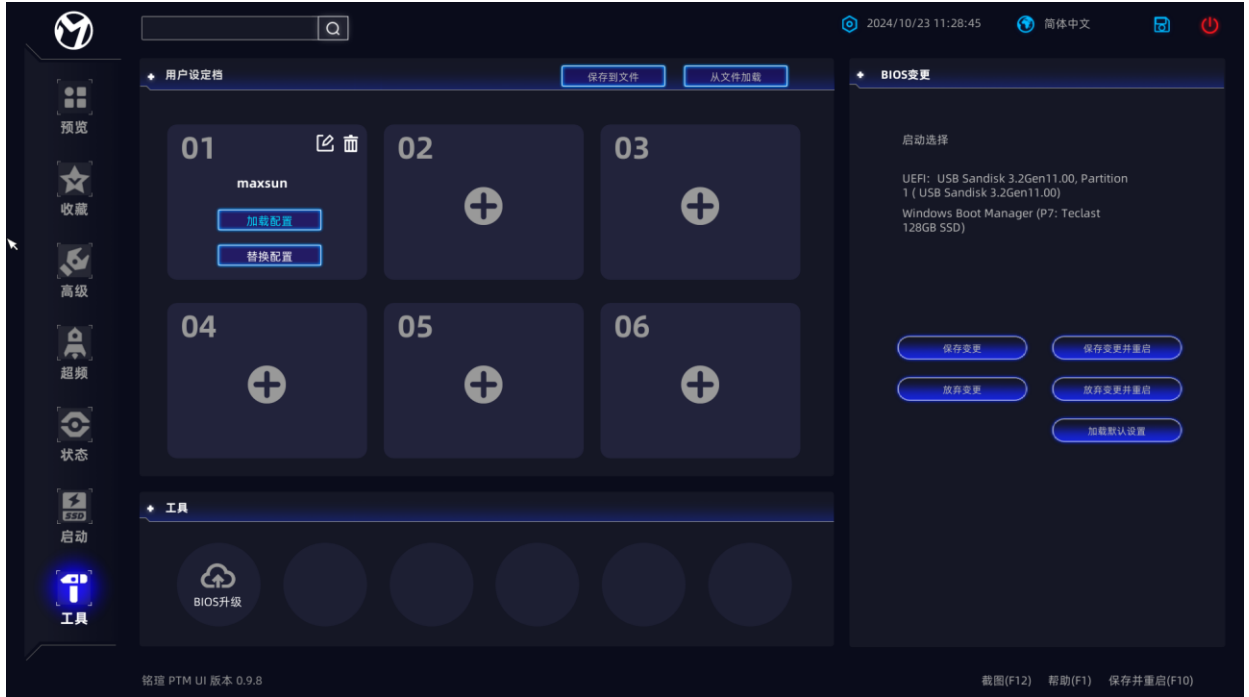 2024/10/23 11:28:45 简体中文
预览
收藏
高级
超频
状态
SSD
启动
工具
用户设定档 保存到文件 从文件加载
01
maxsun
加载配置
替换配置
02
03
04
05
06
工具
BIOS升级
BIOS变更
启动选择
UEFI: USB Sandisk 3.2Gen11.00, Partition
1 ( USB Sandisk 3.2Gen11.00)
Windows Boot Manager (P7: Teclast
128GB SSD)
保存变更 保存变更并重启
放弃变更 放弃变更并重启
加载默认设置
铭瑄 PTM UI 版本 0.9.8 截图(F12) 帮助(F1) 保存并重启(F10)